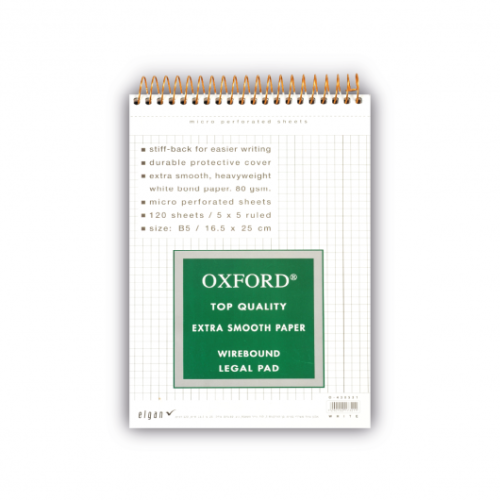 micro perforated sheets
▪ stiff-back for easier writing
▪ durable protective cover
▪ extra smooth, heavyweight
white bond paper. 80 gsm.
▪ micro perforated sheets
▪ 120 sheets / 5 x 5 ruled
▪ size: B5 / 16.5 x 25 cm
OXFORD®
TOP QUALITY
EXTRA SMOOTH PAPER
WIREBOUND
LEGAL PAD
elgan
WHITE